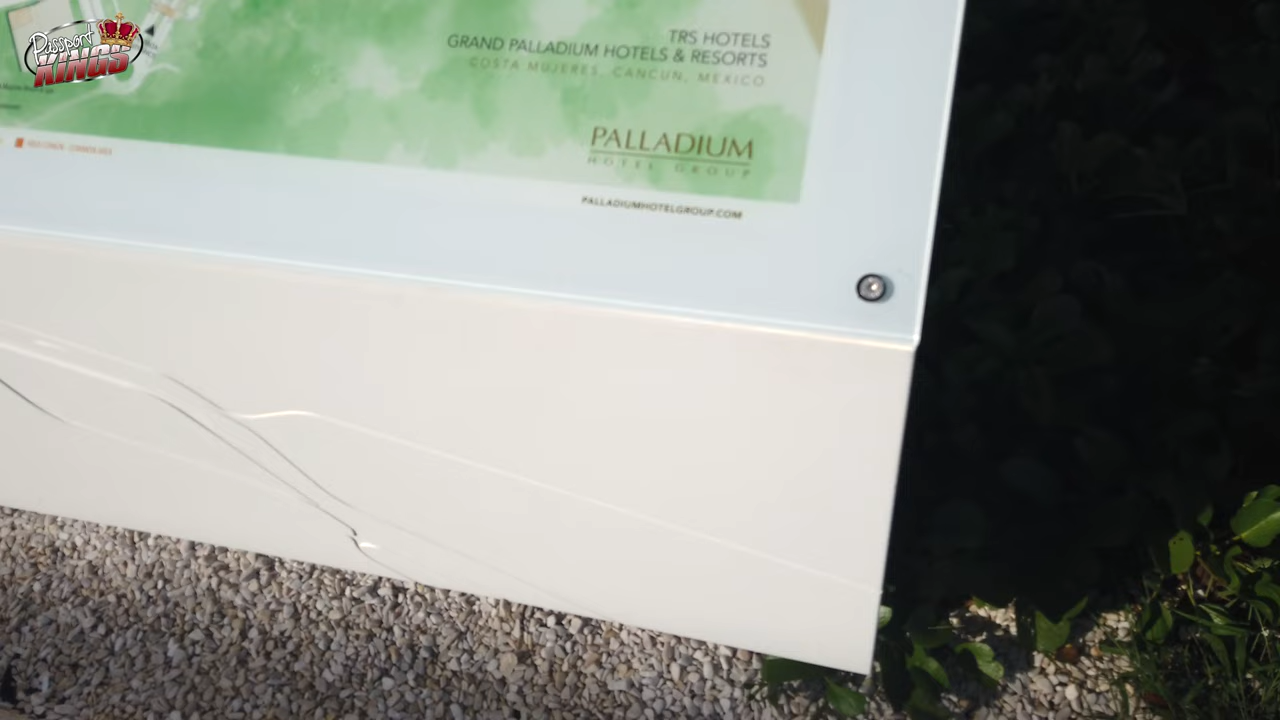 Passport
KINGS
TRS HOTELS
GRAND PALLADIUM HOTELS & RESORTS
COSTA MUJERES, CANCUN, MEXICO
PALLADIUM
HOTEL GROUP
PALLADIUMHOTELGROUP.COM